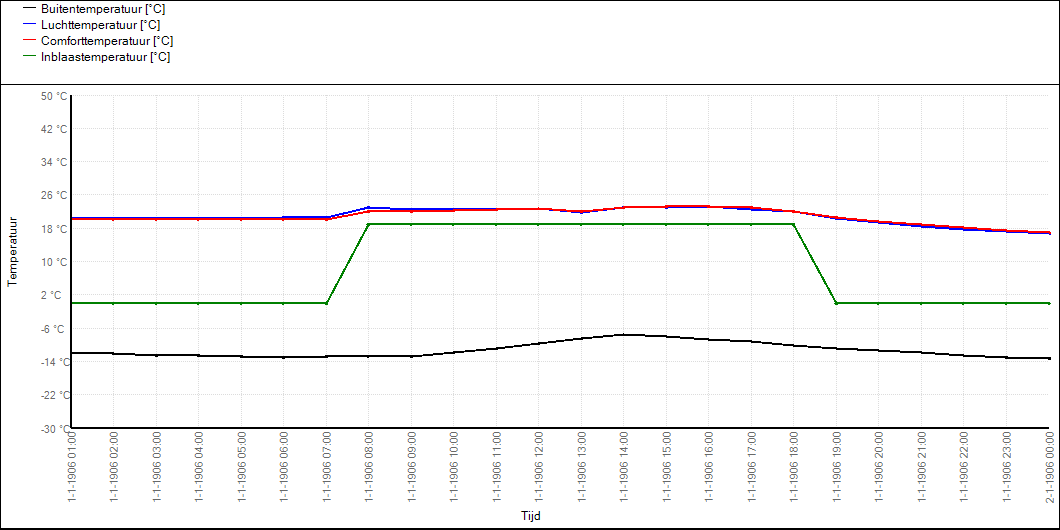 Buitentemperatuur [°C]
Luchttemperatuur [°C]
Comforttemperatuur [°C]
Inblaastemperatuur [°C]
50 °C
42 °C
34 °C
26 °C
18 °C
10 °C
2 °C
-6 °C
-14 °C
-22 °C
-30 °C
Temperatuur
1-1-1906 01:00
1-1-1906 02:00
1-1-1906 03:00
1-1-1906 04:00
1-1-1906 05:00
1-1-1906 06:00
1-1-1906 07:00
1-1-1906 08:00
1-1-1906 09:00
1-1-1906 10:00
1-1-1906 11:00
1-1-1906 12:00
1-1-1906 13:00
1-1-1906 14:00
1-1-1906 15:00
1-1-1906 16:00
1-1-1906 17:00
1-1-1906 18:00
1-1-1906 19:00
1-1-1906 20:00
1-1-1906 21:00
1-1-1906 22:00
1-1-1906 23:00
2-1-1906 00:00
Tijd